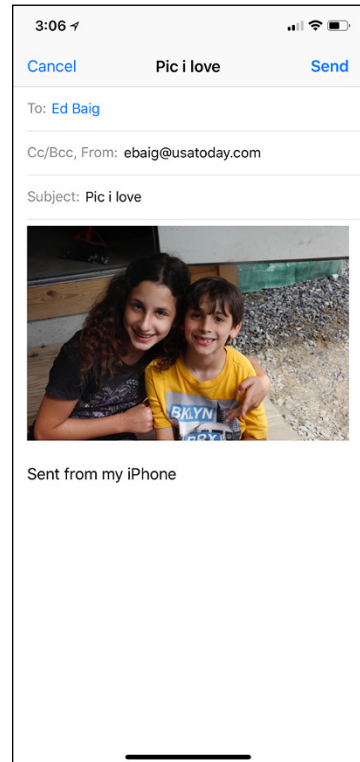 3:06
Cancel Pic i love Send
To: Ed Baig
Cc/Bcc, From: ebaig@usatoday.com
Subject: Pic i love
BKLYN
Sent from my iPhone